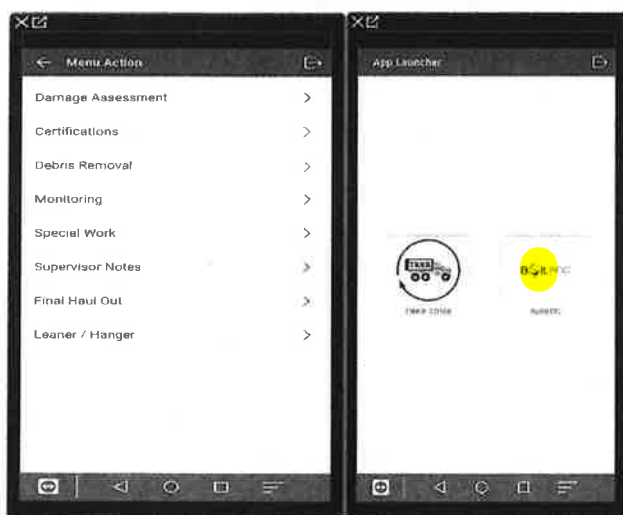 Menu Action
Damage Assessment
Certifications
Debris Removal
Monitoring
Special Work
Supervisor Notes
Final Haul Out
Leaner / Hanger
App Launcher